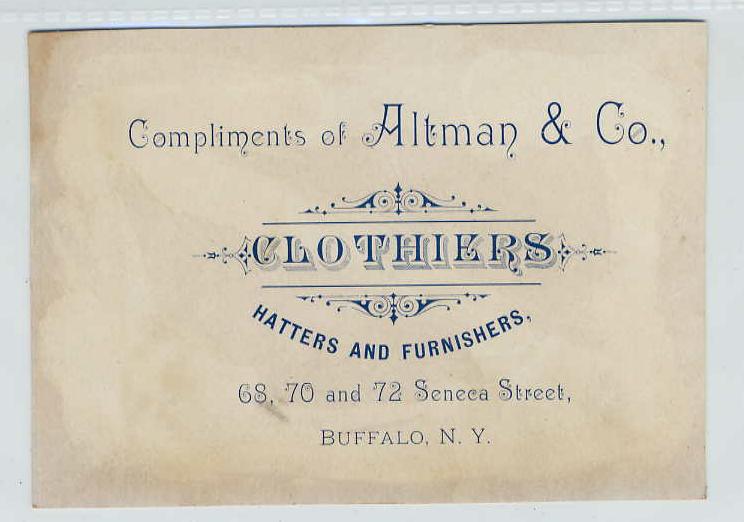 Compliments of Altman & Co.,
CLOTHIERS
HATTERS AND FURNISHERS,
68, 70 and 72 Seneca Street,
BUFFALO, N. Y.